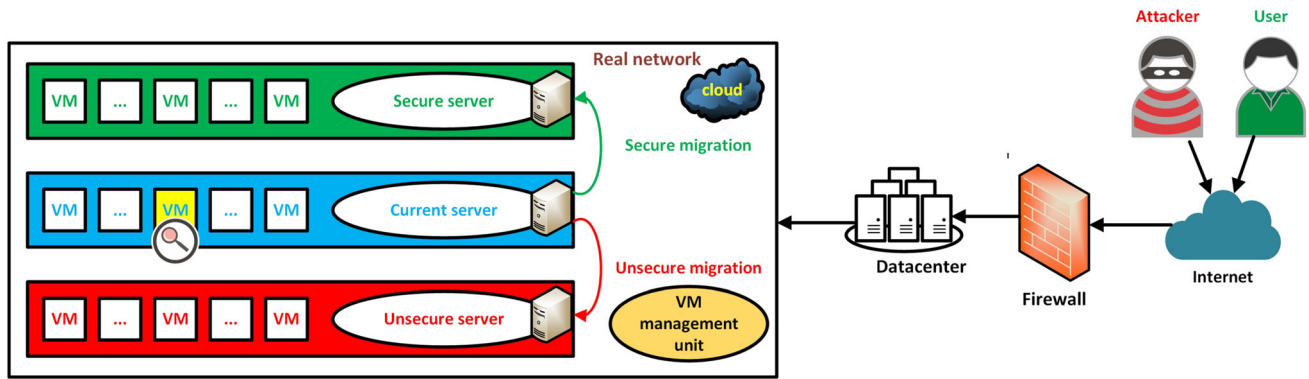 Attacker User
Real network
cloud
VM ... VM ... VM Secure server
Secure migration
VM ... VM ... VM Current server
Unsecure migration
VM ... VM ... VM Unsecure server
VM
management
unit
Datacenter
Firewall
Internet